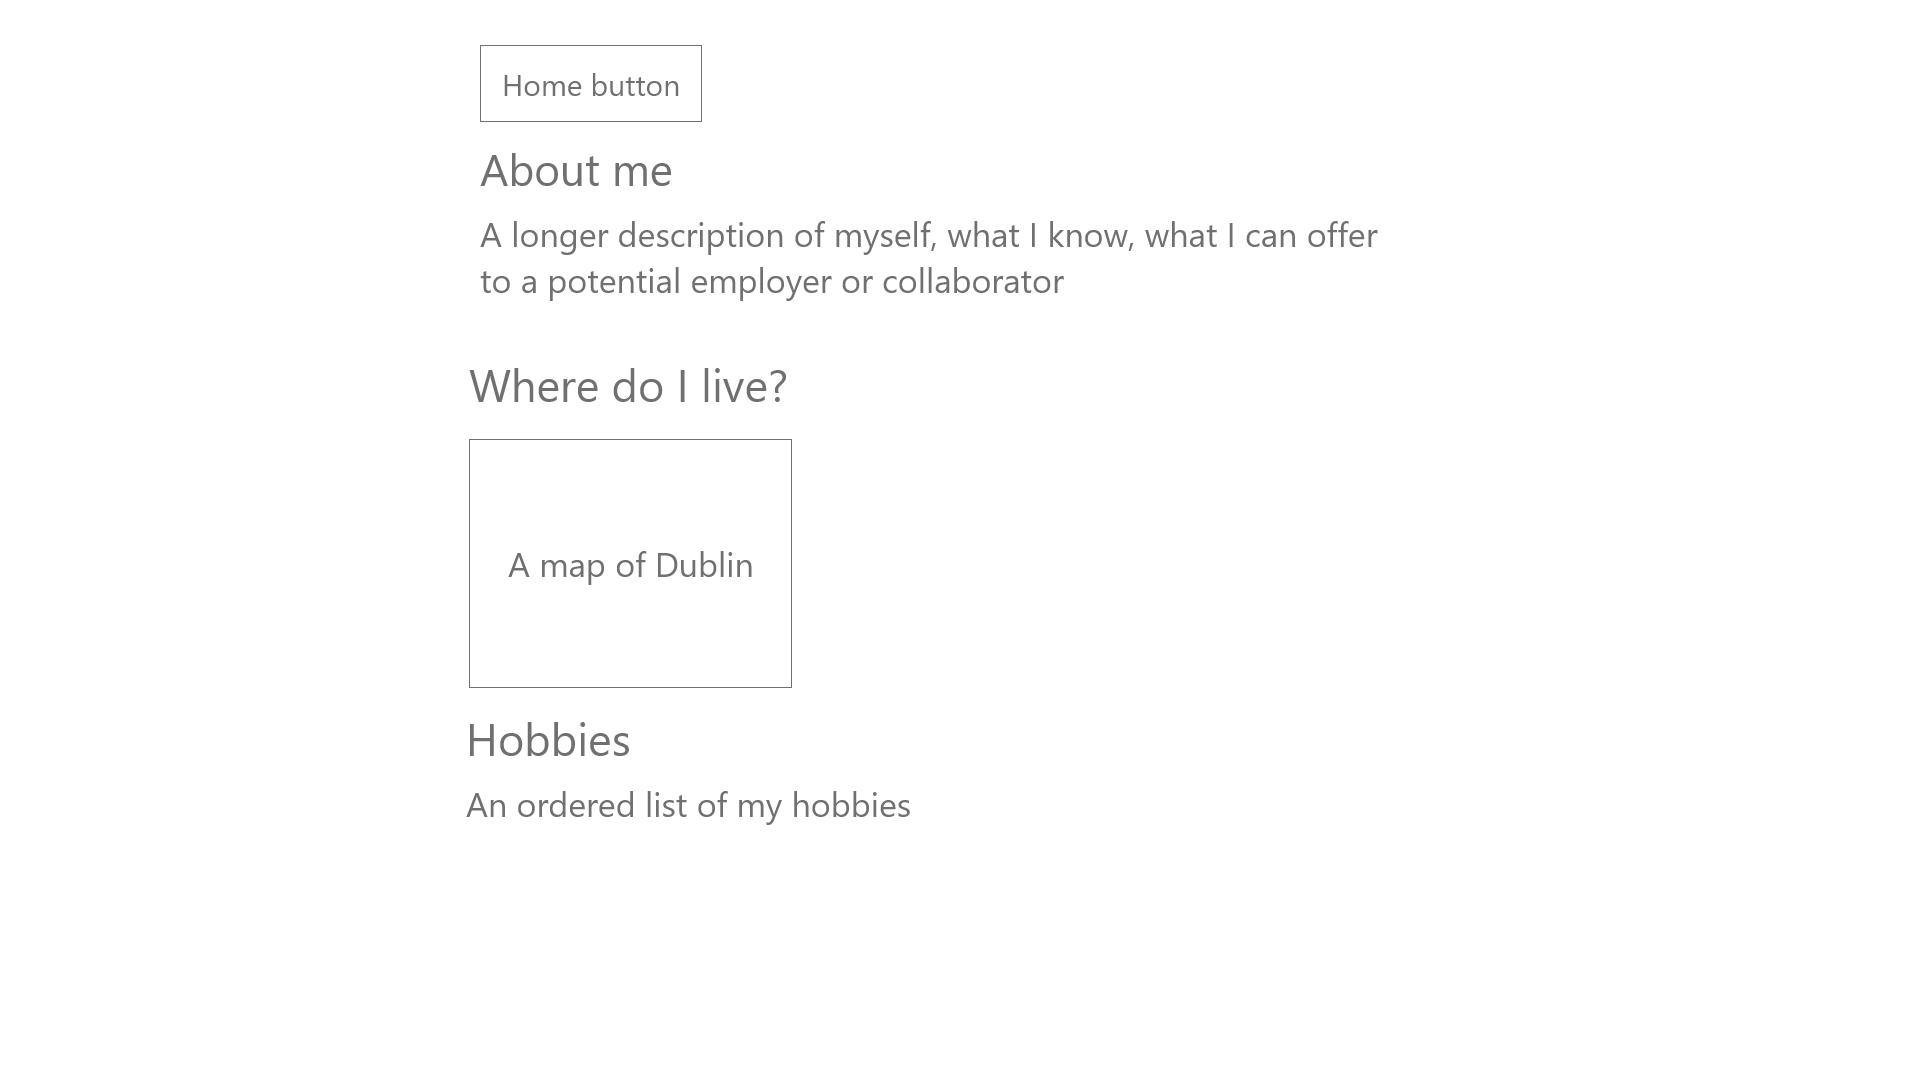 Home button
About me
A longer description of myself, what I know, what I can offer
to a potential employer or collaborator
Where do I live?
A map of Dublin
Hobbies
An ordered list of my hobbies